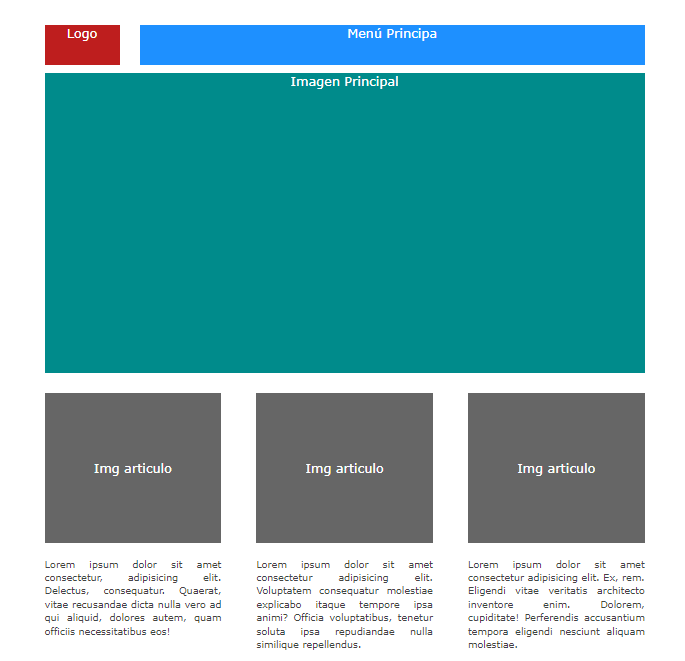 Logo
Menú Principa
Imagen Principal
Img articulo
Img articulo
Img articulo
Lorem ipsum dolor sit amet
consectetur, adipisicing elit.
Delectus, consequatur. Quaerat,
vitae recusandae dicta nulla vero ad
qui aliquid, dolores autem, quam
officiis necessitatibus eos!
Lorem ipsum dolor sit amet
consectetur adipisicing elit.
Voluptatem consequatur molestiae
explicabo itaque tempore ipsa
animi? Officia voluptatibus, tenetur
soluta ipsa repudiandae nulla
similique repellendus.
Lorem ipsum dolor sit amet
consectetur adipisicing elit. Ex, rem.
Eligendi vitae veritatis architecto
inventore enim. Dolorem,
cupiditate! Perferendis accusantium
tempora eligendi nesciunt aliquam
molestiae.